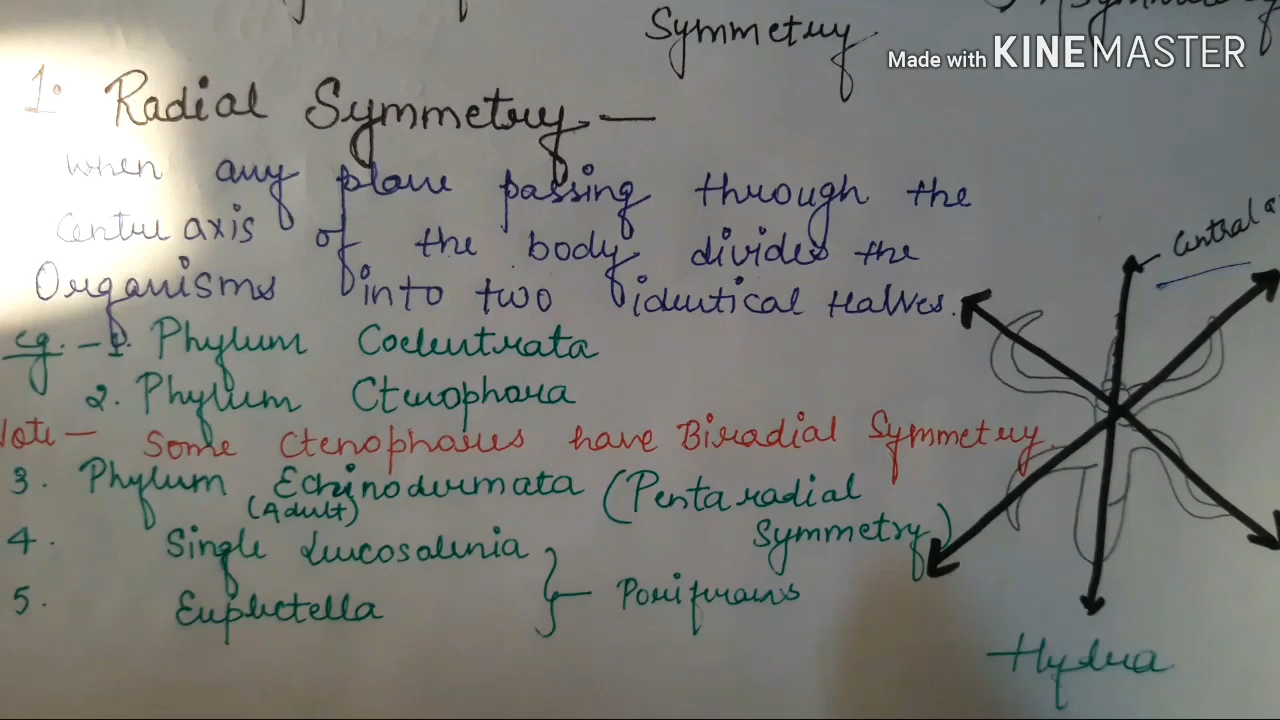 Symmetry
Made with KINEMASTER
1. Radial Symmetry. —
when any plane passing through the
centre axis of the body divides the
Organisms into two identical Halves.
Central
eg. - 1. Phylum Coelentrata
2. Phylum Ctenophora
Note - Some Ctenophores have Biradial Symmetry.
3. Phylum Echinodermata (Penta radial
(Adult)
Symmetry)
4. Single Leucosolenia
5. Euplectella } - Poriferans
Hydra